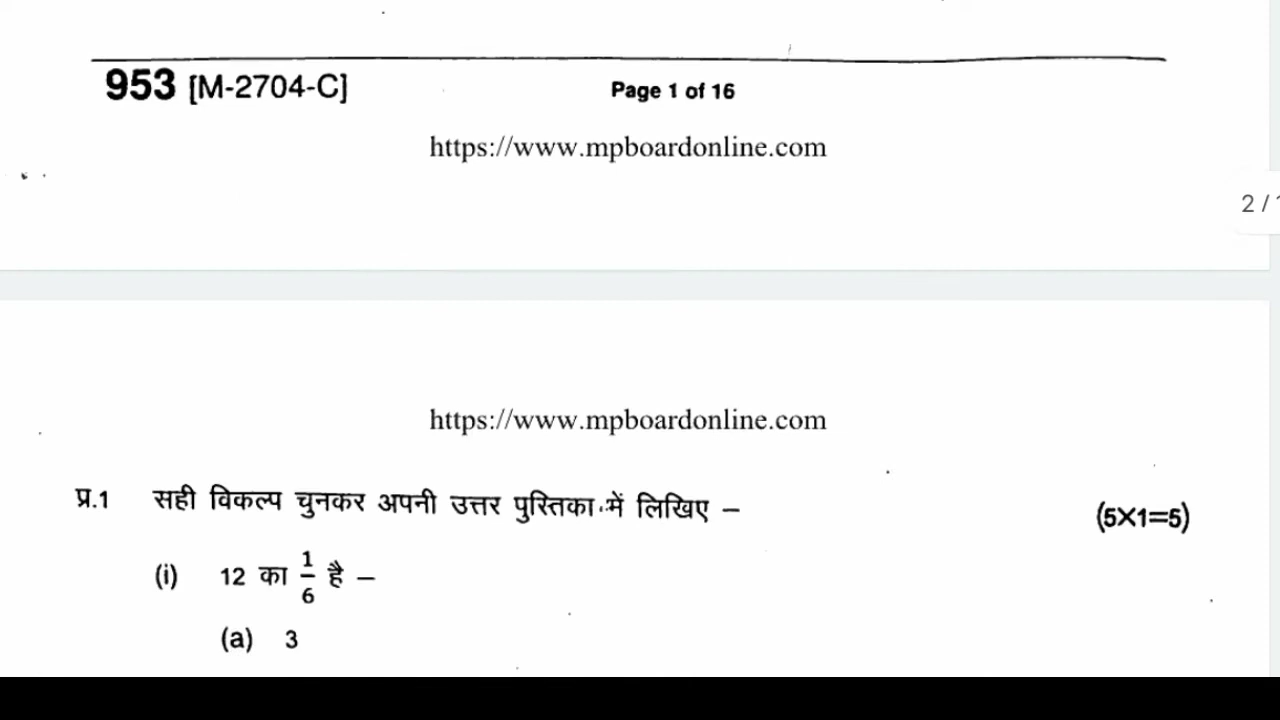 953 [M-2704-C] Page 1 of 16
https://www.mpboardonline.com
2 / 1
https://www.mpboardonline.com
प्र.1 सही विकल्प चुनकर अपनी उत्तर पुस्तिका में लिखिए – (5X1=5)
(i) 12 का 1/6 है –
(a) 3